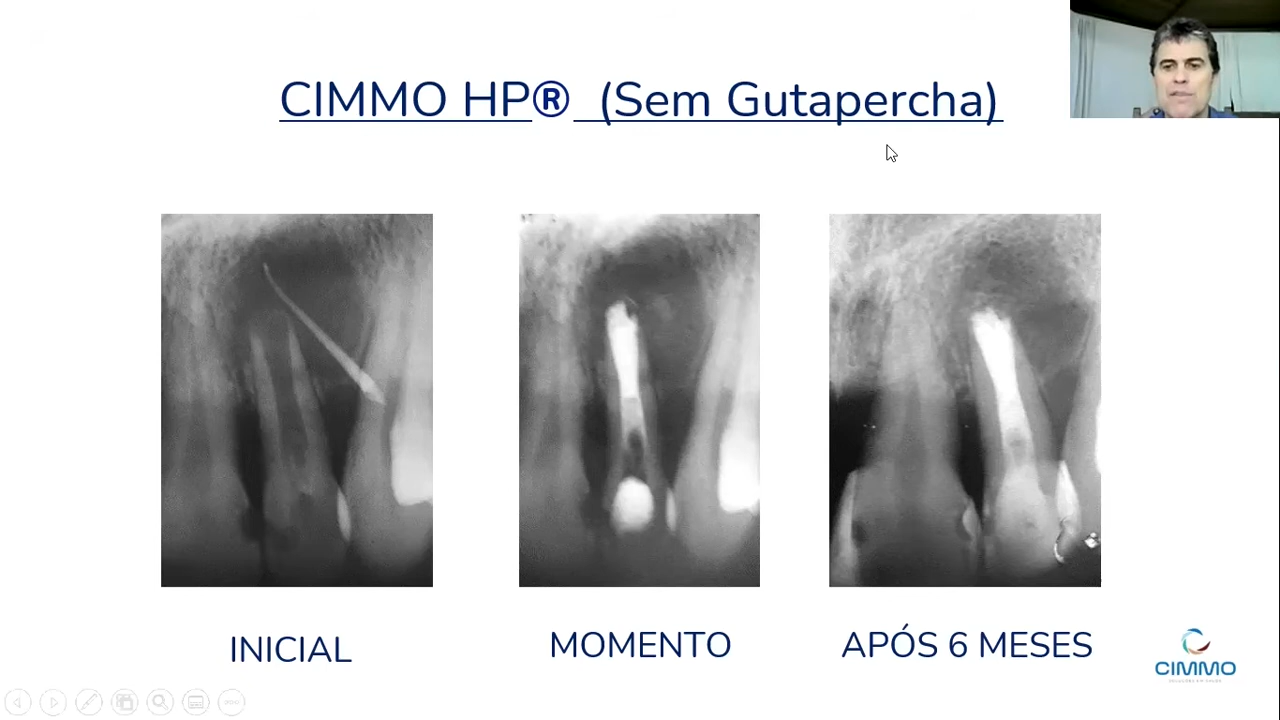 CIMMO HP® (Sem Gutapercha)
INICIAL
MOMENTO
APÓS 6 MESES
CIMMO